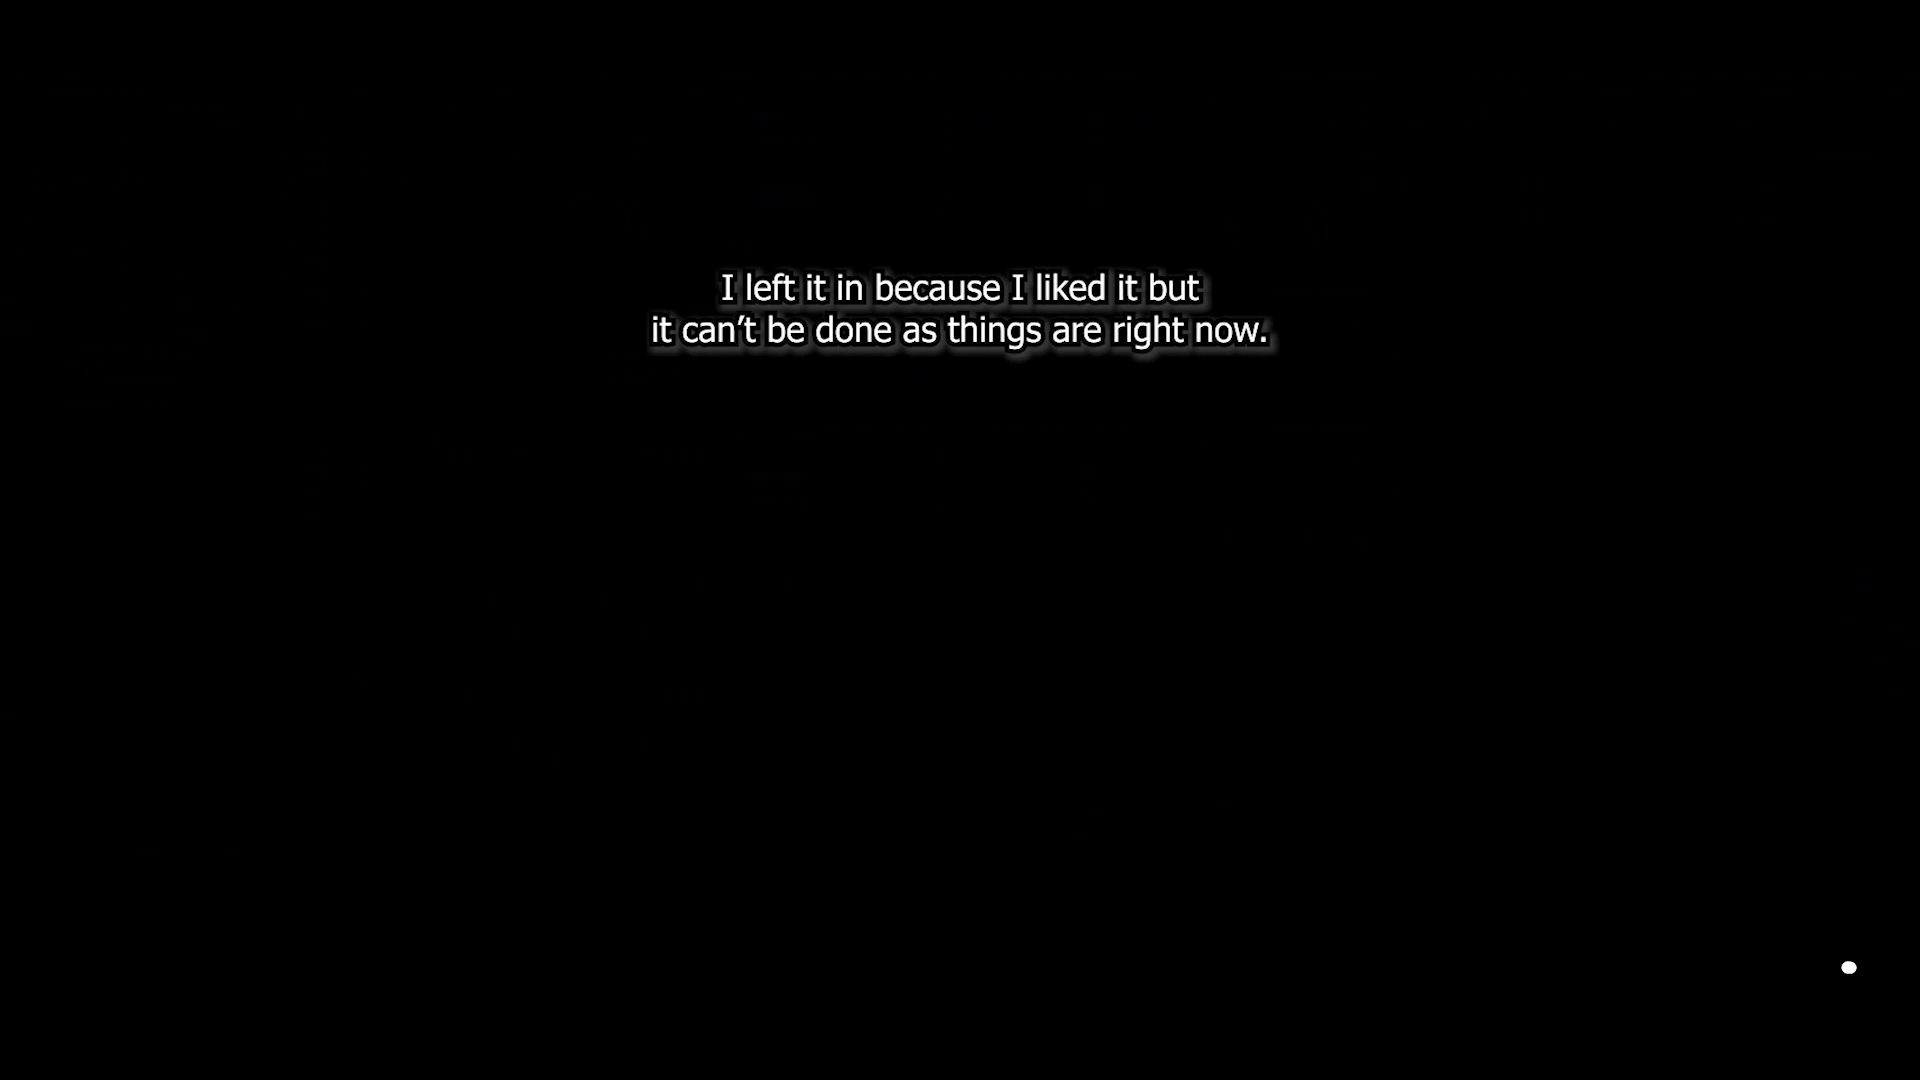 I left it in because I liked it but
it can’t be done as things are right now.